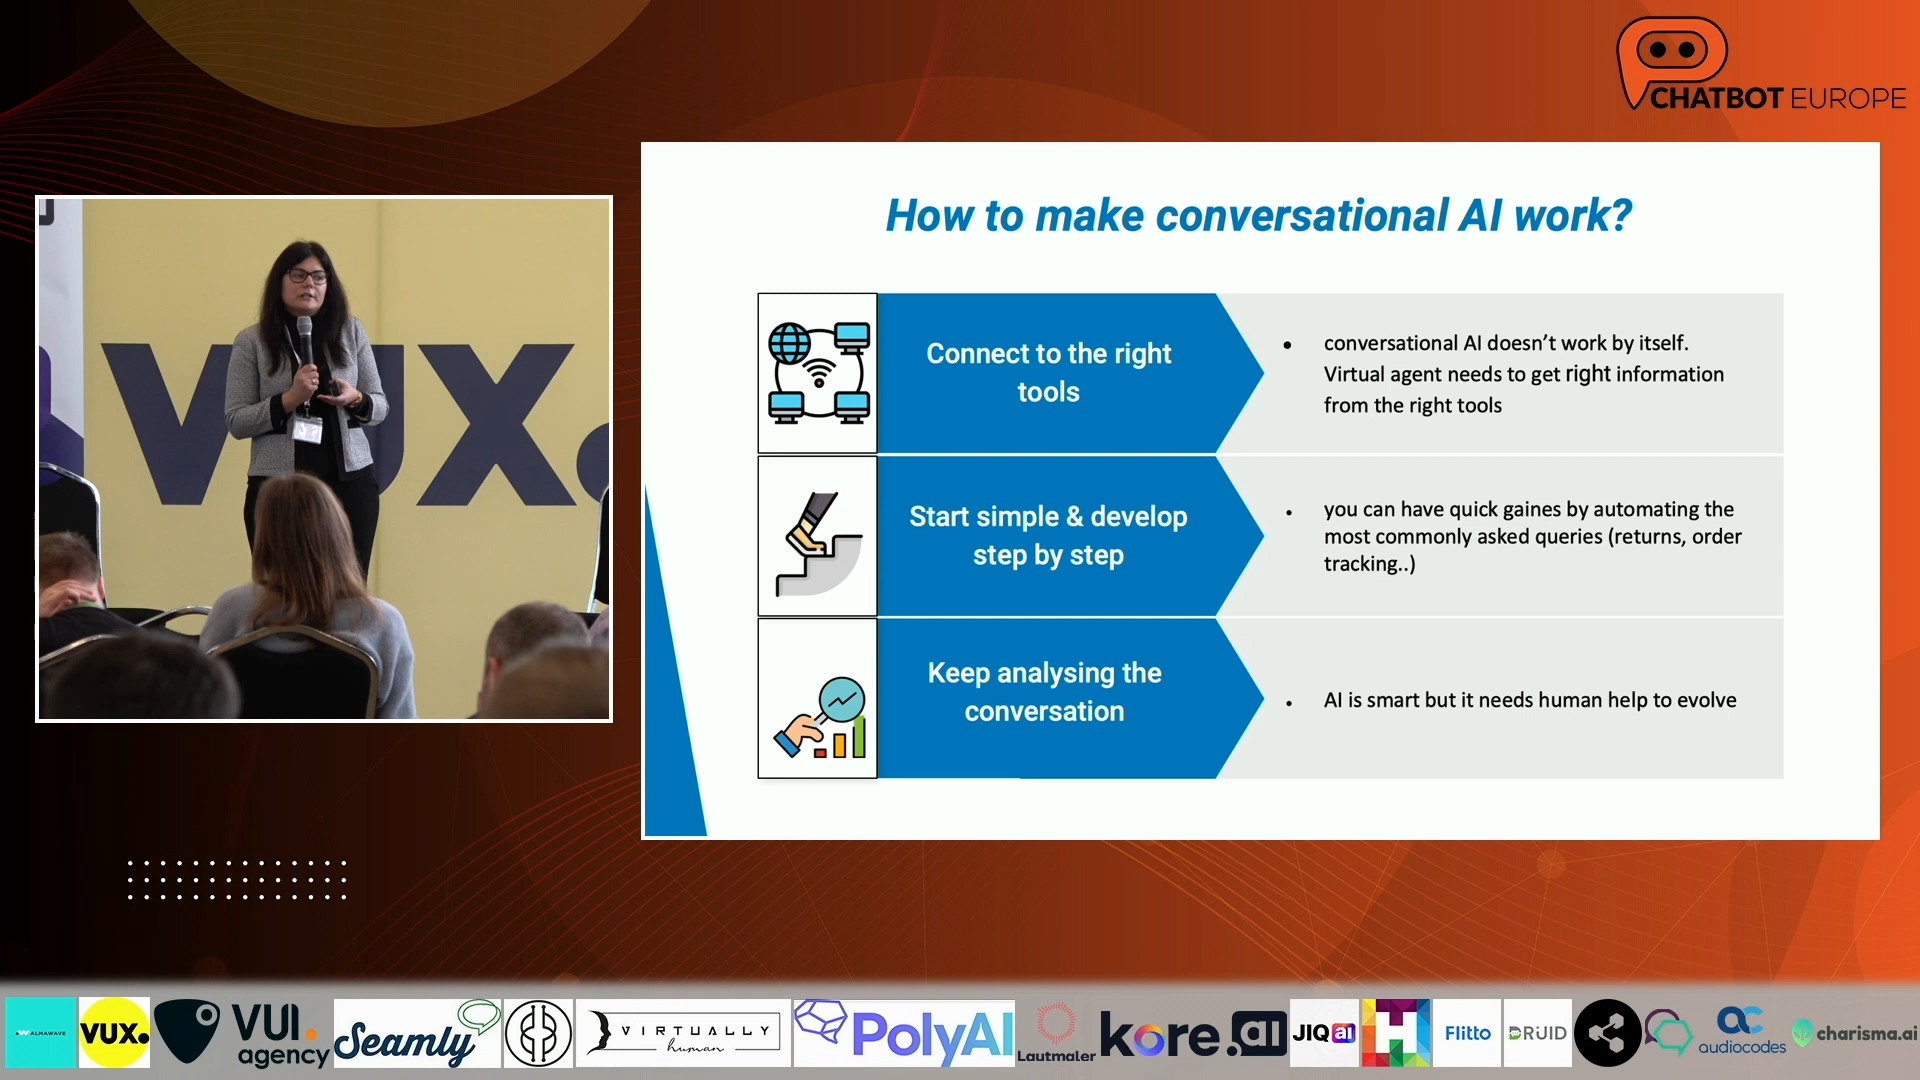 CHATBOT EUROPE
How to make conversational AI work?
Connect to the right
tools
• conversational AI doesn’t work by itself.
Virtual agent needs to get right information
from the right tools
Start simple & develop
step by step
• you can have quick gaines by automating the
most commonly asked queries (returns, order
tracking..)
Keep analysing the
conversation
• AI is smart but it needs human help to evolve
VUX.
ALMAWAVE
VUX.
VUI.
agency
Seamly
VIRTUALLY
human
PolyAI
Lautmaler
kore.ai
JIQ ai
H
Flitto
DRUID
ac
audiocodes
charisma.ai